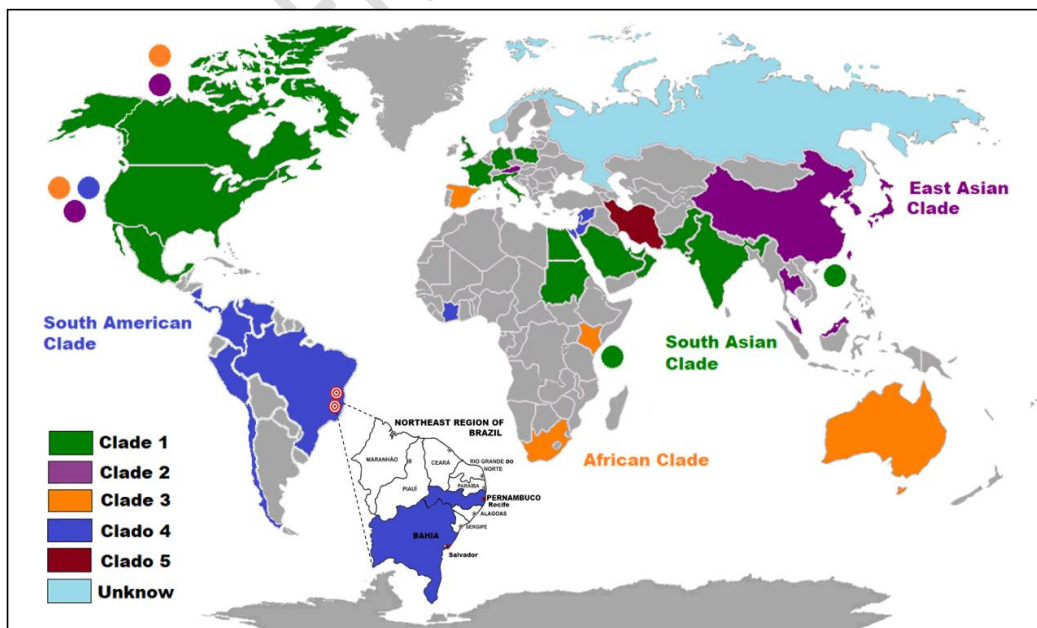 East Asian
Clade
South American
Clade
South Asian
Clade
NORTHEAST REGION OF
BRAZIL
MARANHÃO
CEARÁ
RIO GRANDE DO
NORTE
PARAÍBA
PIAUÍ
PERNAMBUCO
Recife
ALAGOAS
SERGIPE
BAHIA
Salvador
African Clade
Clade 1
Clade 2
Clade 3
Clado 4
Clado 5
Unknow